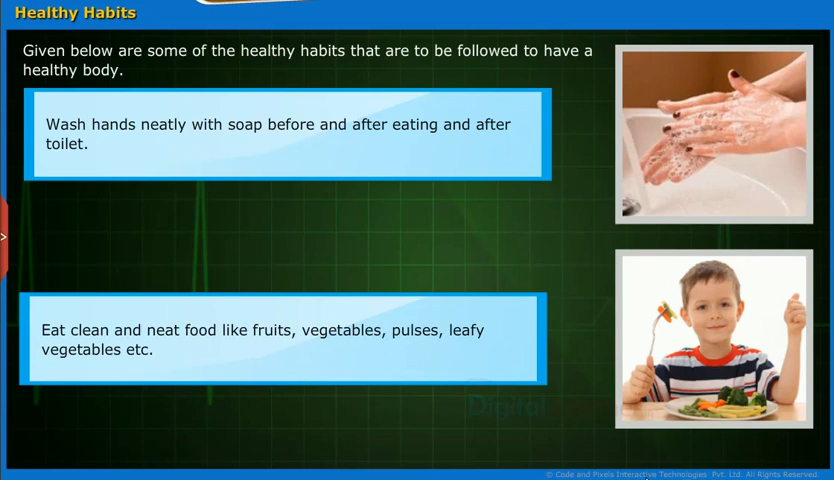 Healthy Habits
Given below are some of the healthy habits that are to be followed to have a
healthy body.
Wash hands neatly with soap before and after eating and after
toilet.
Eat clean and neat food like fruits, vegetables, pulses, leafy
vegetables etc.
Digital
© Code and Pixels Interactive Technologies Pvt. Ltd. All Rights Reserved.